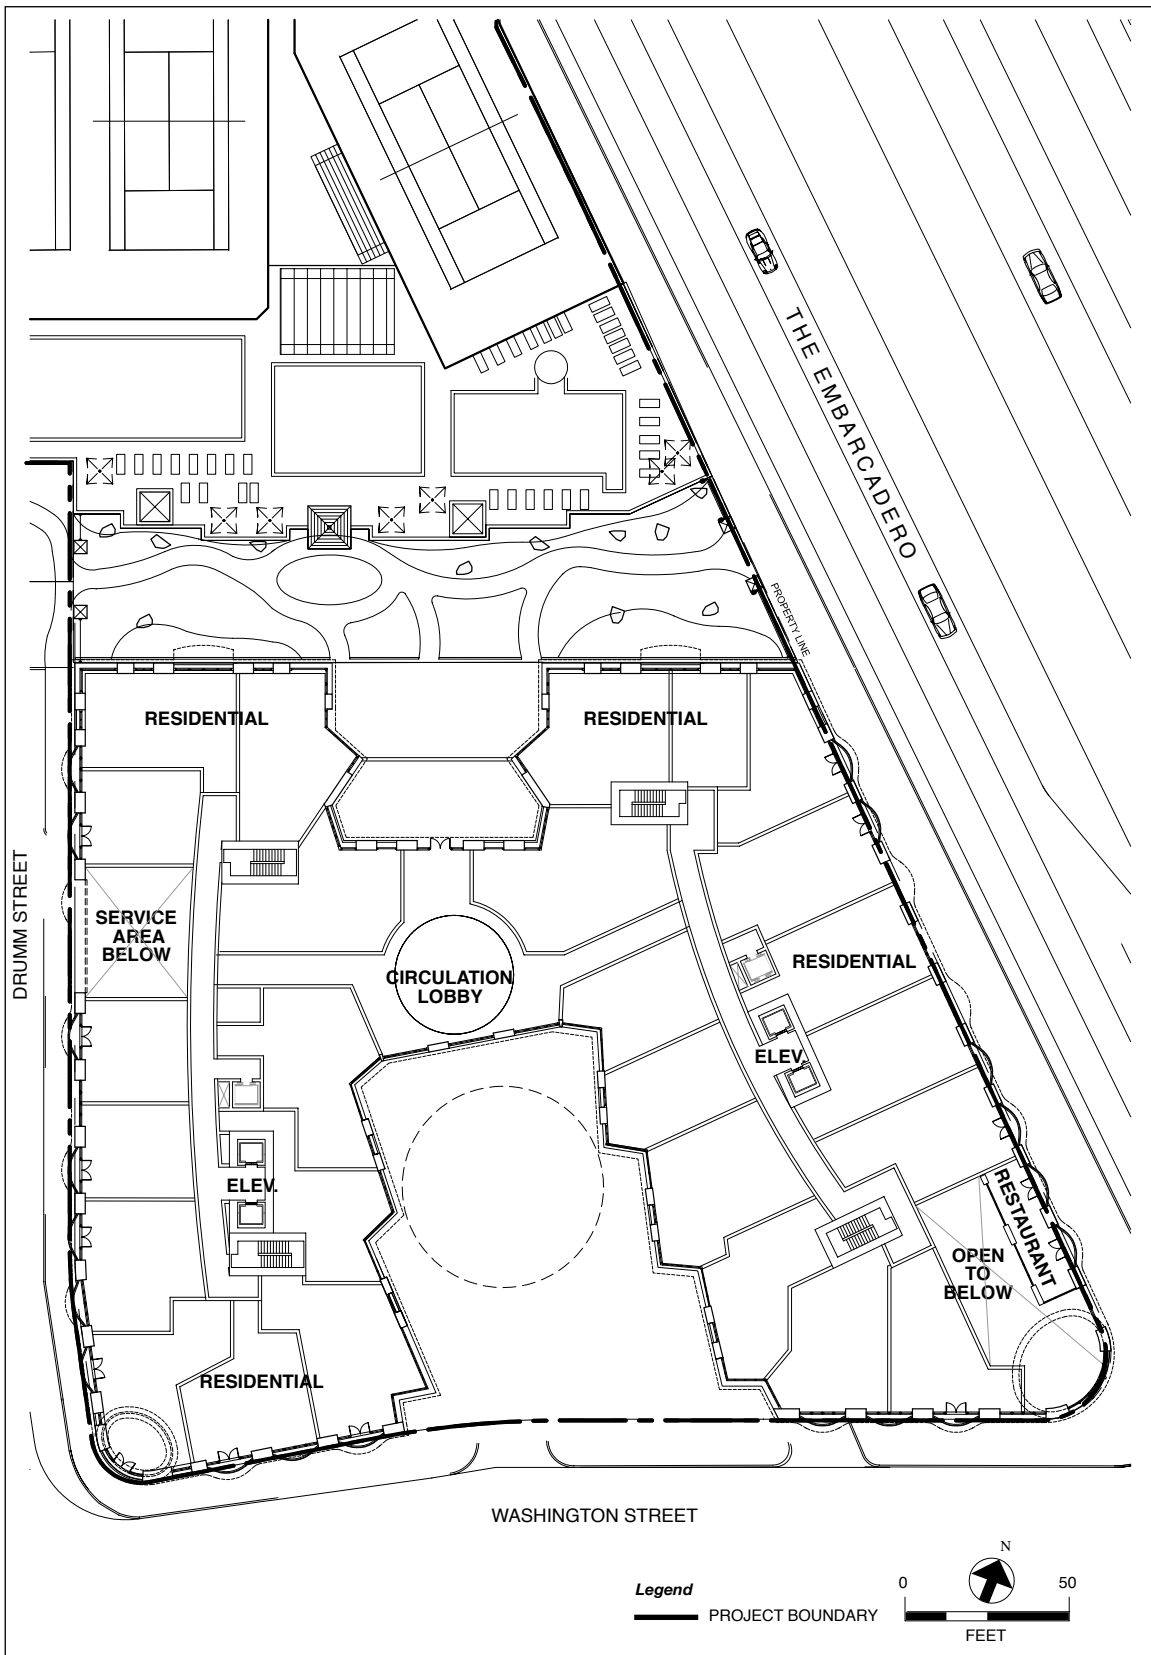 THE EMBARCADERO
PROPERTY LINE
RESIDENTIAL
RESIDENTIAL
DRUMM STREET
SERVICE
AREA
BELOW
CIRCULATION
LOBBY
RESIDENTIAL
ELEV.
ELEV.
RESTAURANT
OPEN
TO
BELOW
RESIDENTIAL
WASHINGTON STREET
N
Legend
0
50
PROJECT BOUNDARY
FEET